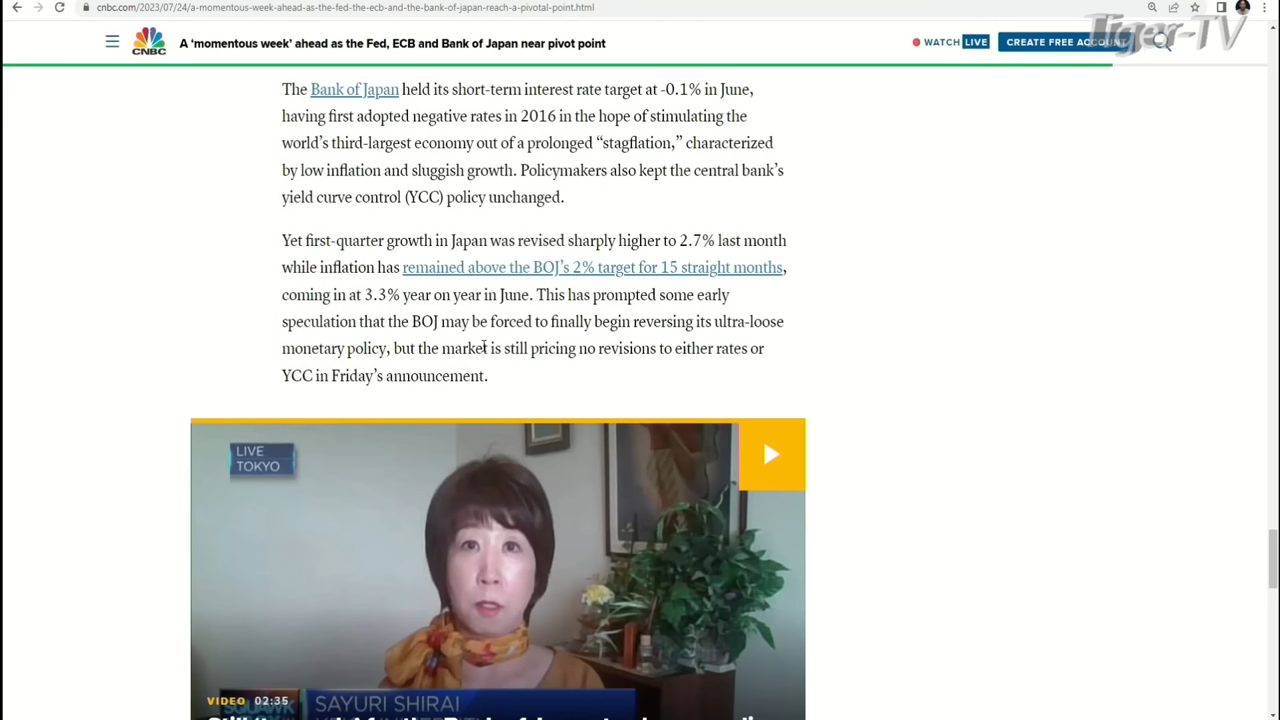 cnbc.com/2023/07/24/a-momentous-week-ahead-as-the-fed-the-ecb-and-the-bank-of-japan-reach-a-pivotal-point.html
Tiger-TV
CNBC
A ‘momentous week’ ahead as the Fed, ECB and Bank of Japan near pivot point
WATCH LIVE
CREATE FREE ACCOUNT
The Bank of Japan held its short-term interest rate target at -0.1% in June,
having first adopted negative rates in 2016 in the hope of stimulating the
world’s third-largest economy out of a prolonged “stagflation,” characterized
by low inflation and sluggish growth. Policymakers also kept the central bank’s
yield curve control (YCC) policy unchanged.
Yet first-quarter growth in Japan was revised sharply higher to 2.7% last month
while inflation has remained above the BOJ’s 2% target for 15 straight months,
coming in at 3.3% year on year in June. This has prompted some early
speculation that the BOJ may be forced to finally begin reversing its ultra-loose
monetary policy, but the market is still pricing no revisions to either rates or
YCC in Friday’s announcement.
LIVE
TOKYO
VIDEO 02:35
SAYURI SHIRAI
SQUAWK